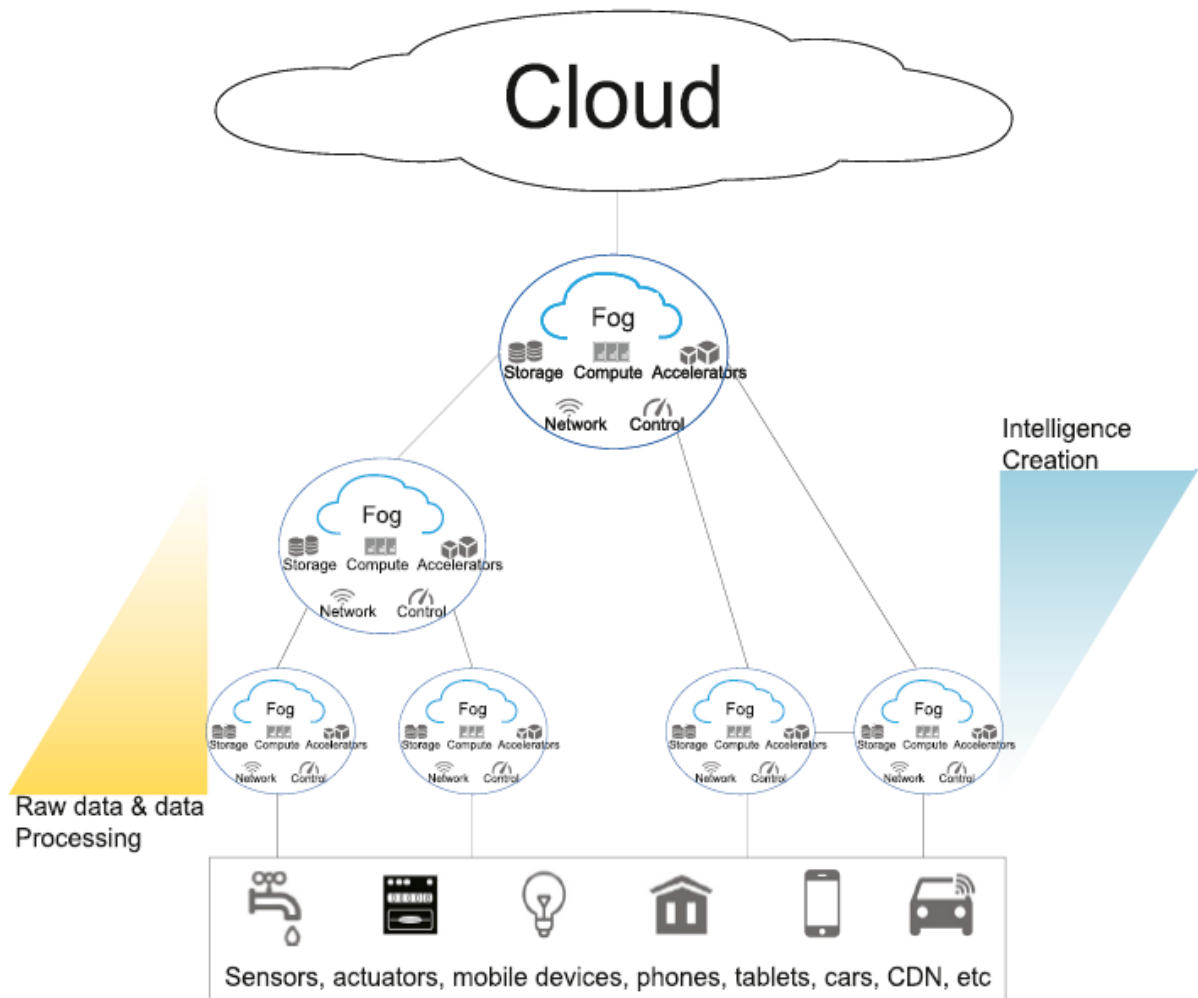 Cloud
Fog
Storage Compute Accelerators
Network Control
Intelligence
Creation
Fog
Storage Compute Accelerators
Network Control
Fog
Storage Compute Accelerators
Network Control
Fog
Storage Compute Accelerators
Network Control
Fog
Storage Compute Accelerators
Network Control
Fog
Storage Compute Accelerators
Network Control
Raw data & data
Processing
Sensors, actuators, mobile devices, phones, tablets, cars, CDN, etc